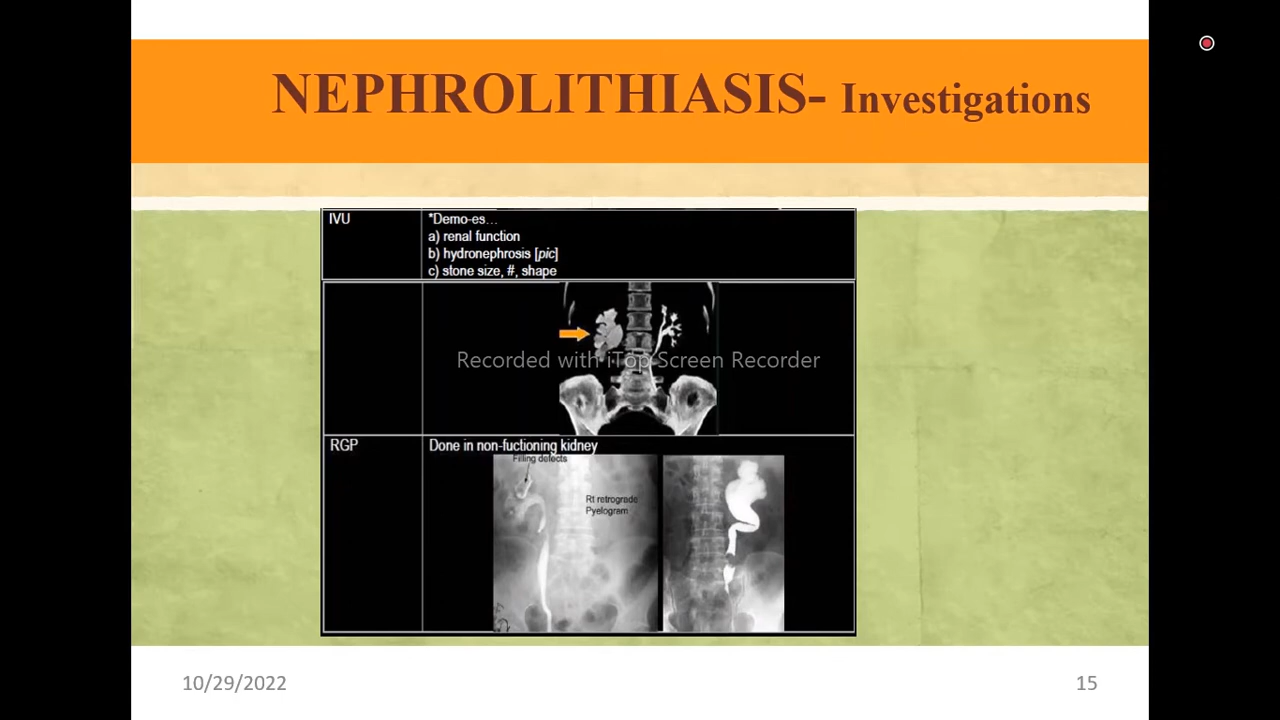 NEPHROLITHIASIS- Investigations
IVU
*Demo-es...
a) renal function
b) hydronephrosis [pic]
c) stone size, #, shape
Recorded with iTop Screen Recorder
RGP
Done in non-fuctioning kidney
Filling defects
Rt retrograde
Pyelogram
10/29/2022
15